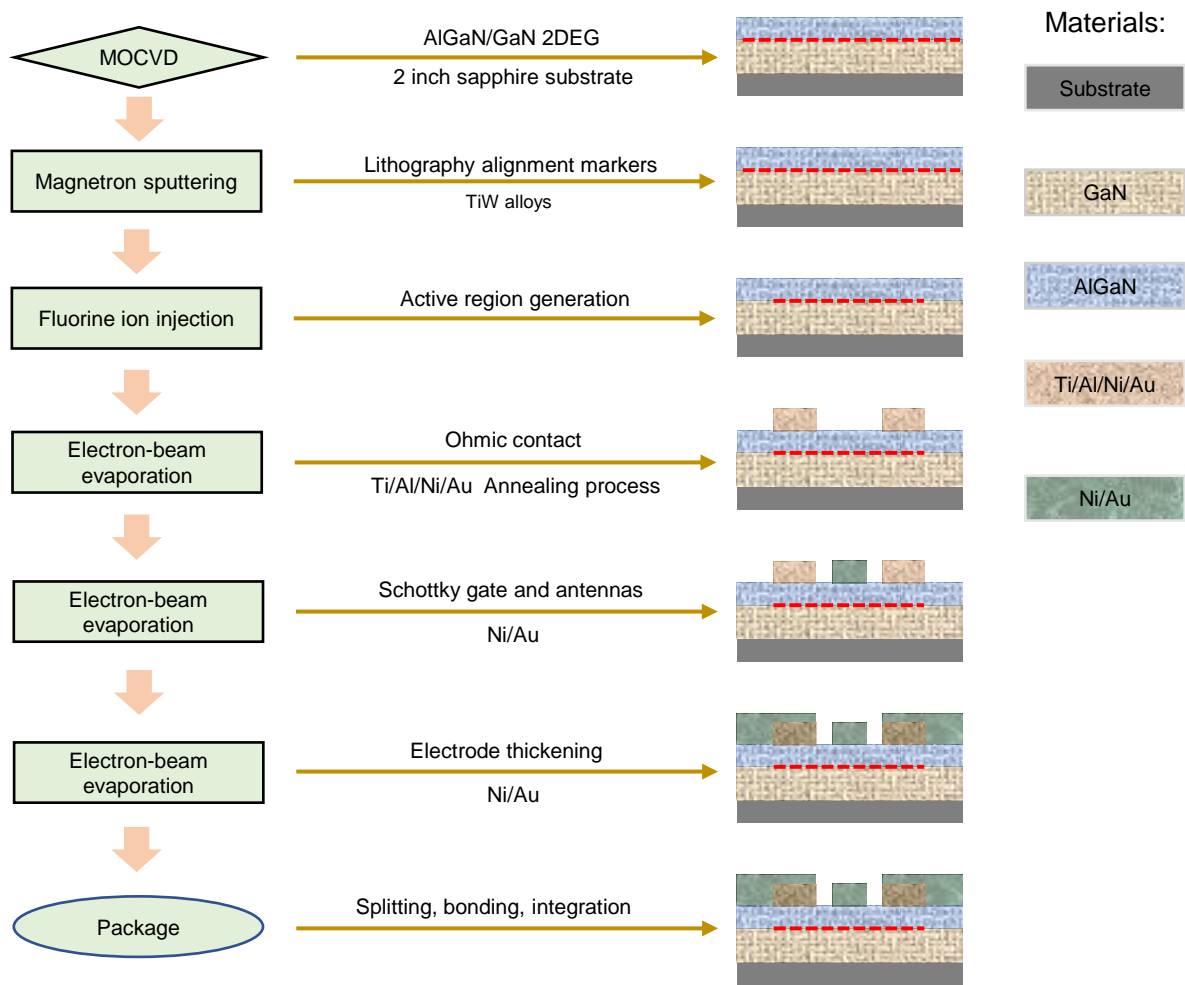 MOCVD
AlGaN/GaN 2DEG
2 inch sapphire substrate
Materials:
Substrate
Magnetron sputtering
Lithography alignment markers
TiW alloys
GaN
Fluorine ion injection
Active region generation
AlGaN
Ti/Al/Ni/Au
Electron-beam
evaporation
Ohmic contact
Ti/Al/Ni/Au  Annealing process
Ni/Au
Electron-beam
evaporation
Schottky gate and antennas
Ni/Au
Electron-beam
evaporation
Electrode thickening
Ni/Au
Package
Splitting, bonding, integration